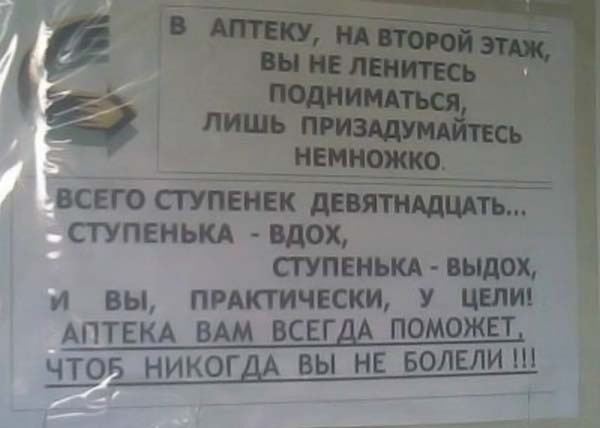 В АПТЕКУ, НА ВТОРОЙ ЭТАЖ,
ВЫ НЕ ЛЕНИТЕСЬ
ПОДНИМАТЬСЯ,
ЛИШЬ ПРИЗАДУМАЙТЕСЬ
НЕМНОЖКО.
ВСЕГО СТУПЕНЕК ДЕВЯТНАДЦАТЬ...
СТУПЕНЬКА - ВДОХ,
СТУПЕНЬКА - ВЫДОХ,
И ВЫ, ПРАКТИЧЕСКИ, У ЦЕЛИ!
АПТЕКА ВАМ ВСЕГДА ПОМОЖЕТ,
ЧТОБ НИКОГДА ВЫ НЕ БОЛЕЛИ !!!